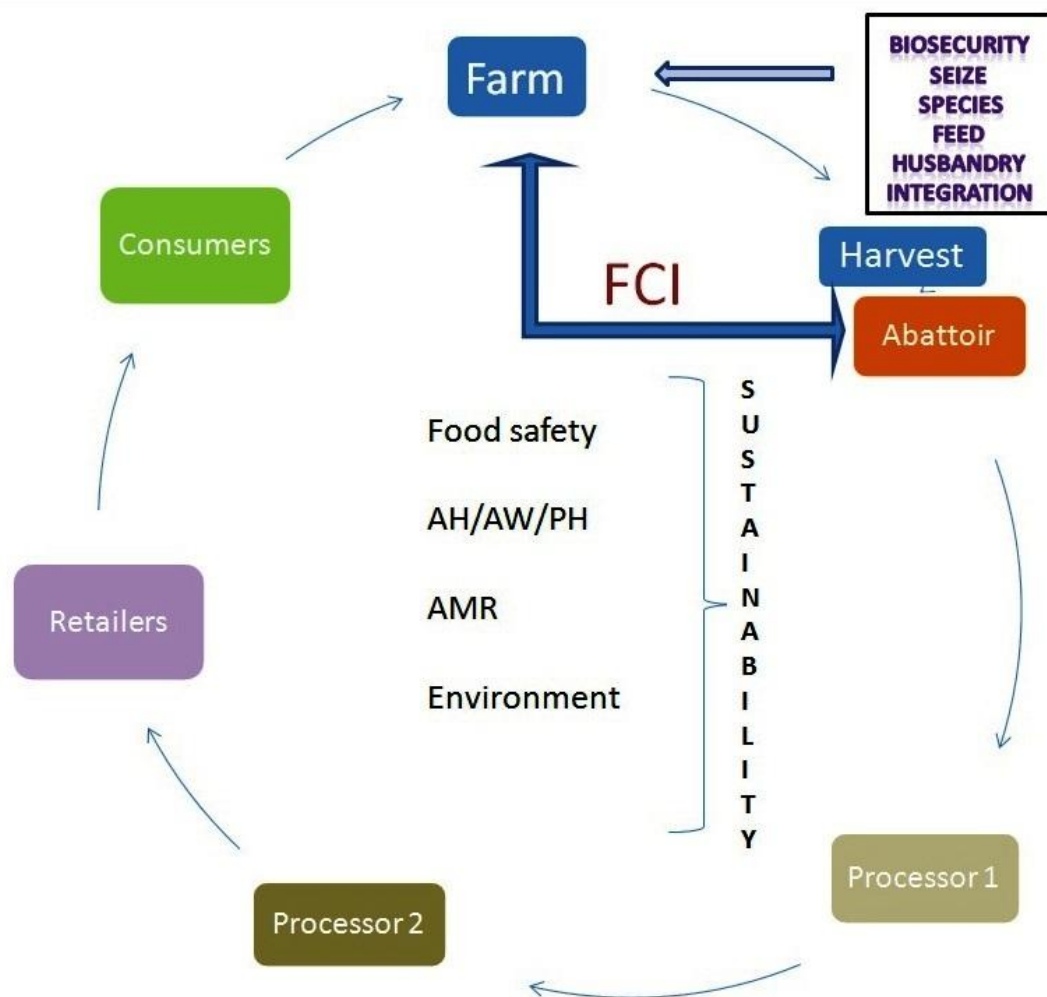 Farm
BIOSECURITY
SEIZE
SPECIES
FEED
HUSBANDRY
INTEGRATION
Consumers
Harvest
FCI
Abattoir
Food safety
AH/AW/PH
AMR
Environment
SUSTAINABILITY
Retailers
Processor 1
Processor 2